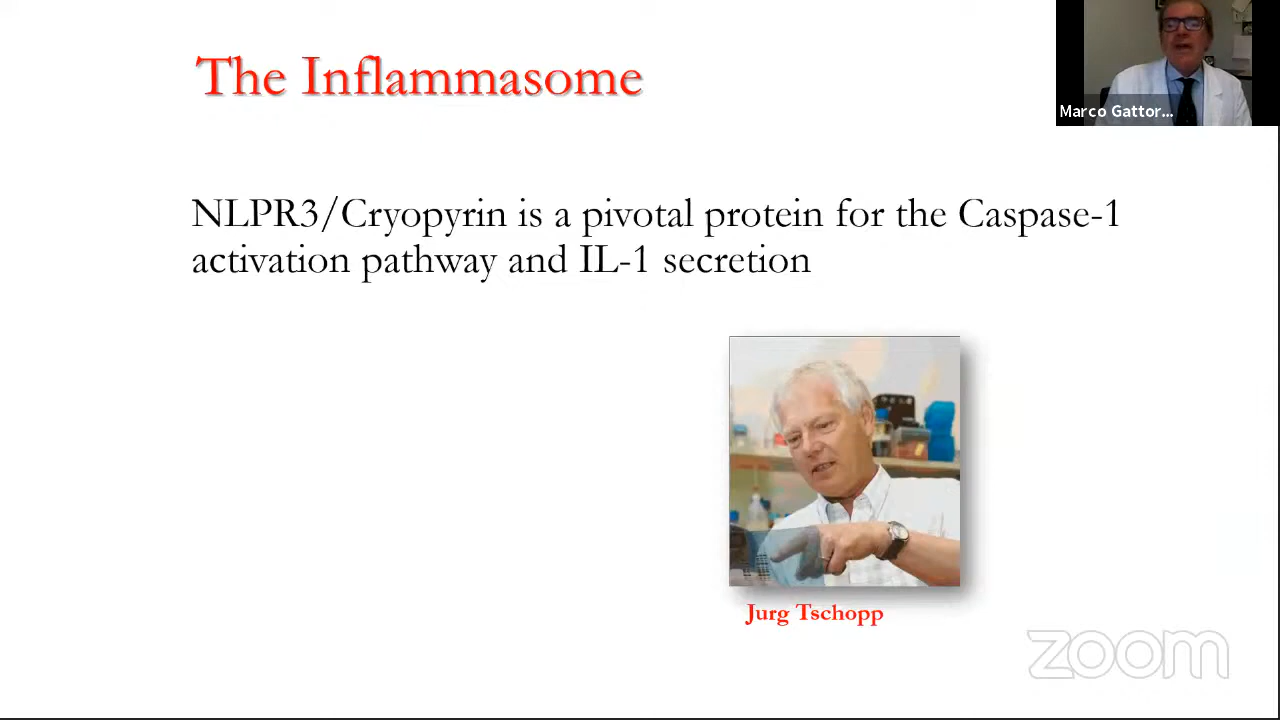 The Inflammasome
Marco Gattor...
NLPR3/Cryopyrin is a pivotal protein for the Caspase-1
activation pathway and IL-1 secretion
Jurg Tschopp
zoom